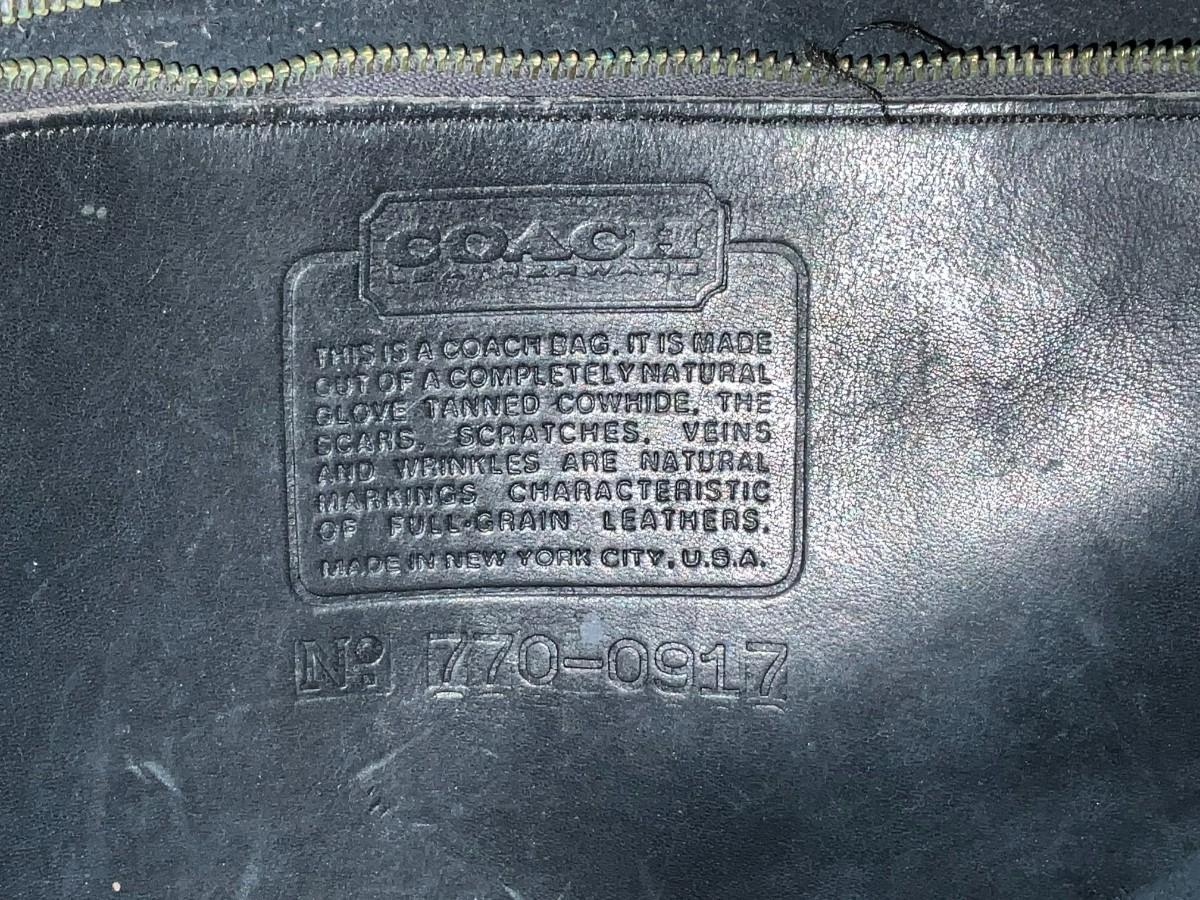 COACH
LEATHERWARE
THIS IS A COACH BAG. IT IS MADE
OUT OF A COMPLETELY NATURAL
GLOVE TANNED COWHIDE, THE
SCARS, SCRATCHES, VEINS
AND WRINKLES ARE NATURAL
MARKINGS CHARACTERISTIC
OF FULL-GRAIN LEATHERS.
MADE IN NEW YORK CITY, U.S.A.
Nº 770-0917